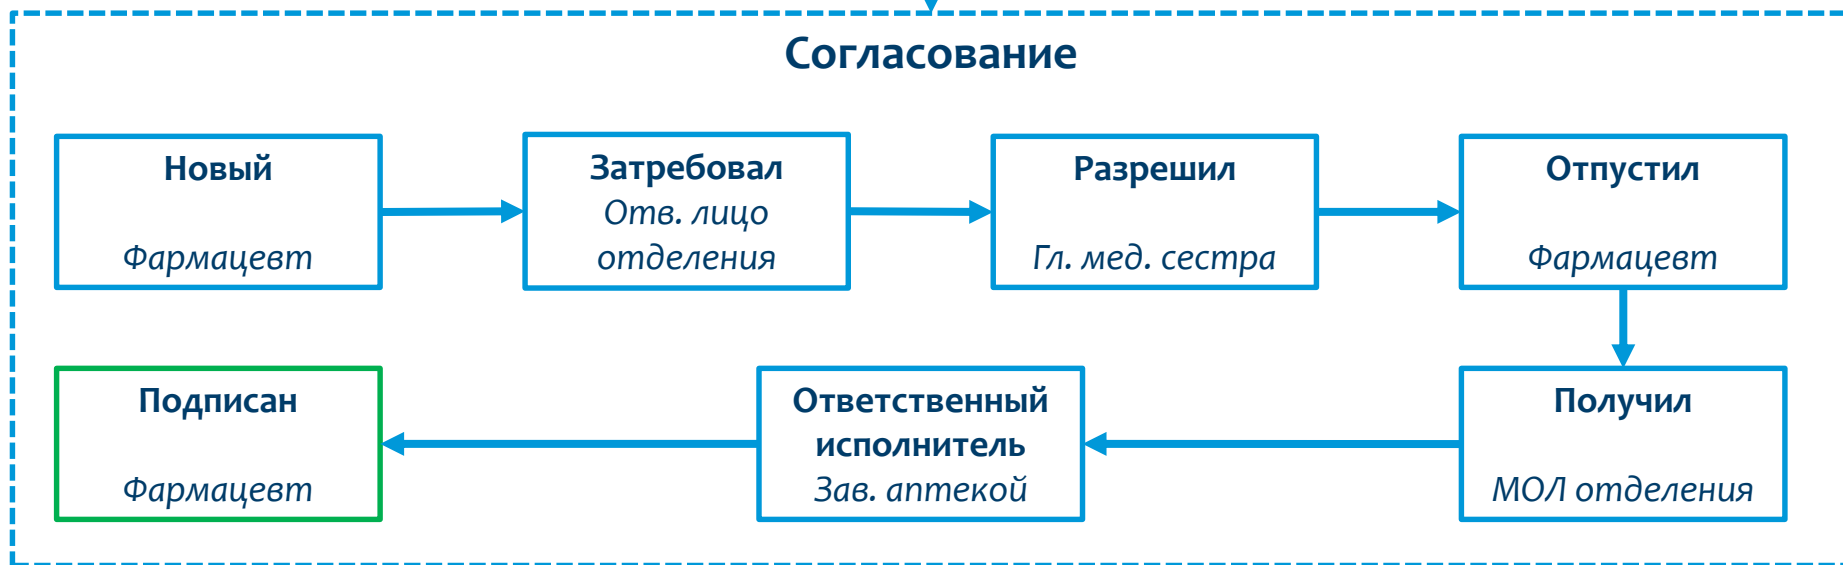 Согласование
Новый
Фармацевт
Затребовал
Отв. лицо
отделения
Разрешил
Гл. мед. сестра
Отпустил
Фармацевт
Подписан
Фармацевт
Ответственный
исполнитель
Зав. аптекой
Получил
МОЛ отделения